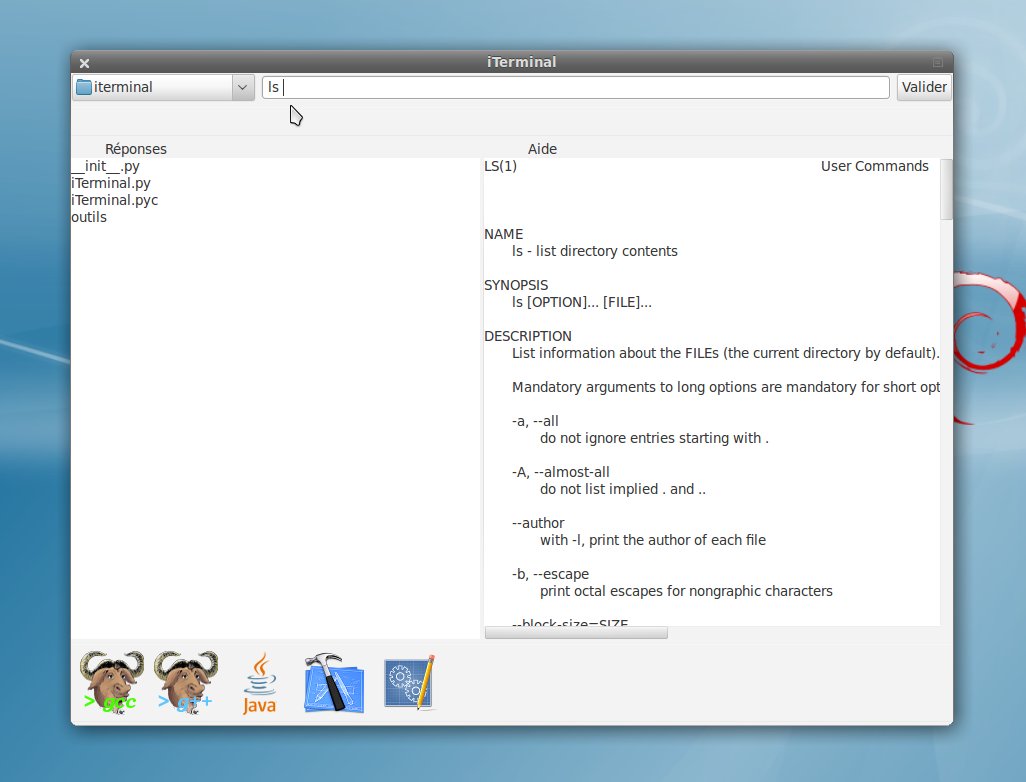 iTerminal
iterminal
ls
Valider
Réponses
Aide
__init__.py
iTerminal.py
iTerminal.pyc
outils
LS(1) User Commands
NAME
ls - list directory contents
SYNOPSIS
ls [OPTION]... [FILE]...
DESCRIPTION
List information about the FILEs (the current directory by default).
Mandatory arguments to long options are mandatory for short opt
-a, --all
do not ignore entries starting with .
-A, --almost-all
do not list implied . and ..
--author
with -l, print the author of each file
-b, --escape
print octal escapes for nongraphic characters
--block-size=SIZE
> gcc
> g++
Java